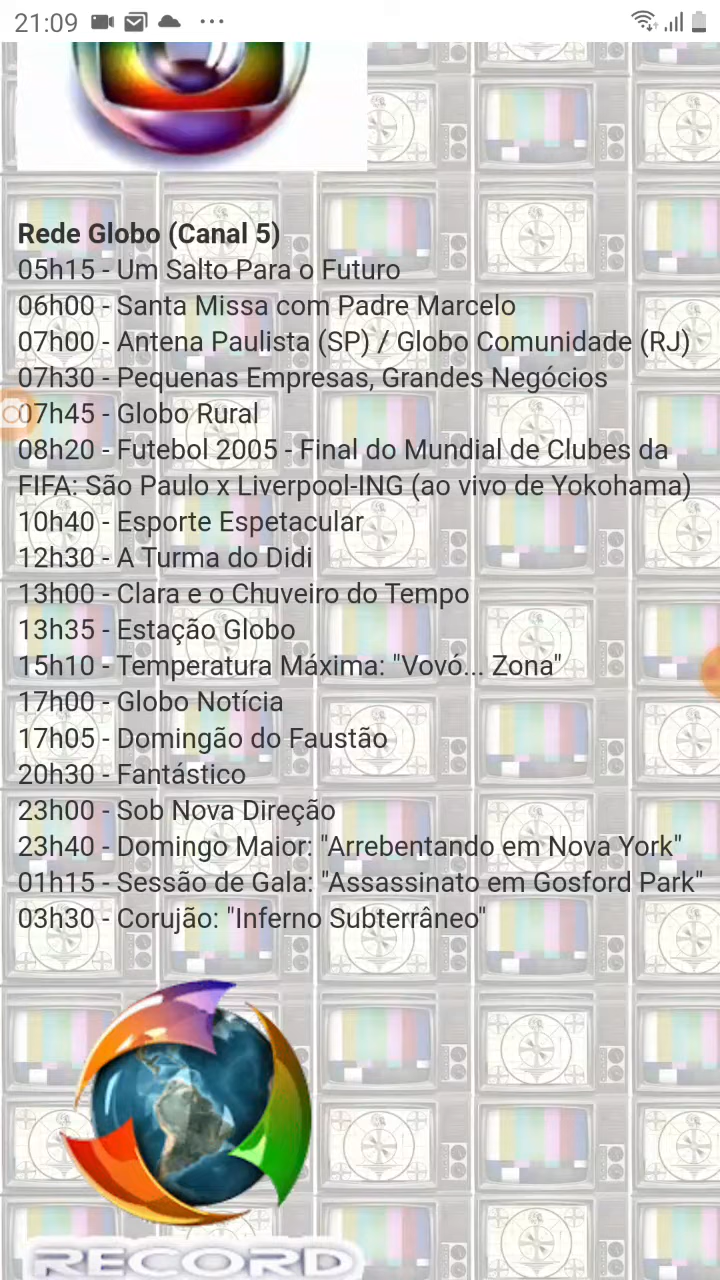 21:09
Rede Globo (Canal 5)
05h15 - Um Salto Para o Futuro
06h00 - Santa Missa com Padre Marcelo
07h00 - Antena Paulista (SP) / Globo Comunidade (RJ)
07h30 - Pequenas Empresas, Grandes Negócios
07h45 - Globo Rural
08h20 - Futebol 2005 - Final do Mundial de Clubes da
FIFA: São Paulo x Liverpool-ING (ao vivo de Yokohama)
10h40 - Esporte Espetacular
12h30 - A Turma do Didi
13h00 - Clara e o Chuveiro do Tempo
13h35 - Estação Globo
15h10 - Temperatura Máxima: "Vovó... Zona"
17h00 - Globo Notícia
17h05 - Domingão do Faustão
20h30 - Fantástico
23h00 - Sob Nova Direção
23h40 - Domingo Maior: "Arrebentando em Nova York"
01h15 - Sessão de Gala: "Assassinato em Gosford Park"
03h30 - Corujão: "Inferno Subterrâneo"
RECORD